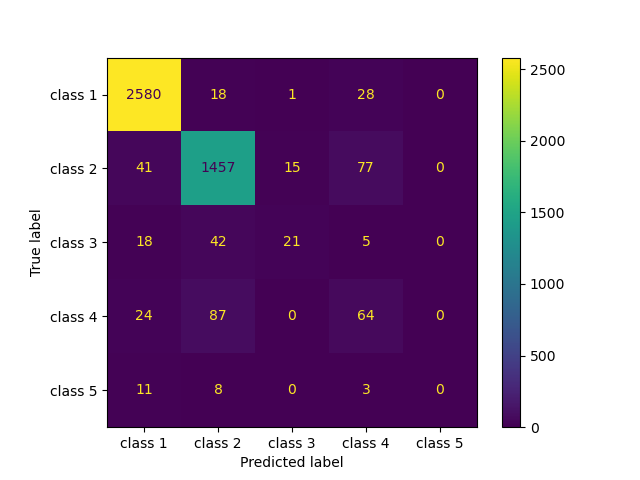 class 1 2580 18 1 28 0
class 2 41 1457 15 77 0
class 3 18 42 21 5 0
class 4 24 87 0 64 0
class 5 11 8 0 3 0
class 1 class 2 class 3 class 4 class 5
Predicted label
True label
2500
2000
1500
1000
500
0